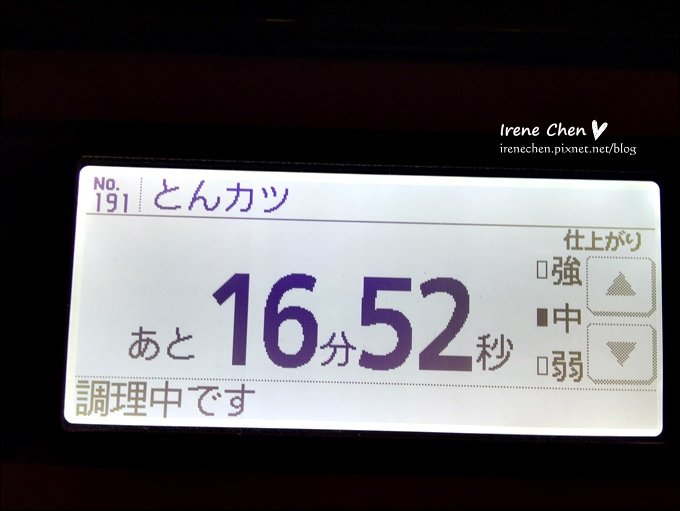 Irene Chen
irenechen.pixnet.net/blog
No. 191 とんカツ
仕上がり
強
中
弱
あと 16分52秒
調理中です